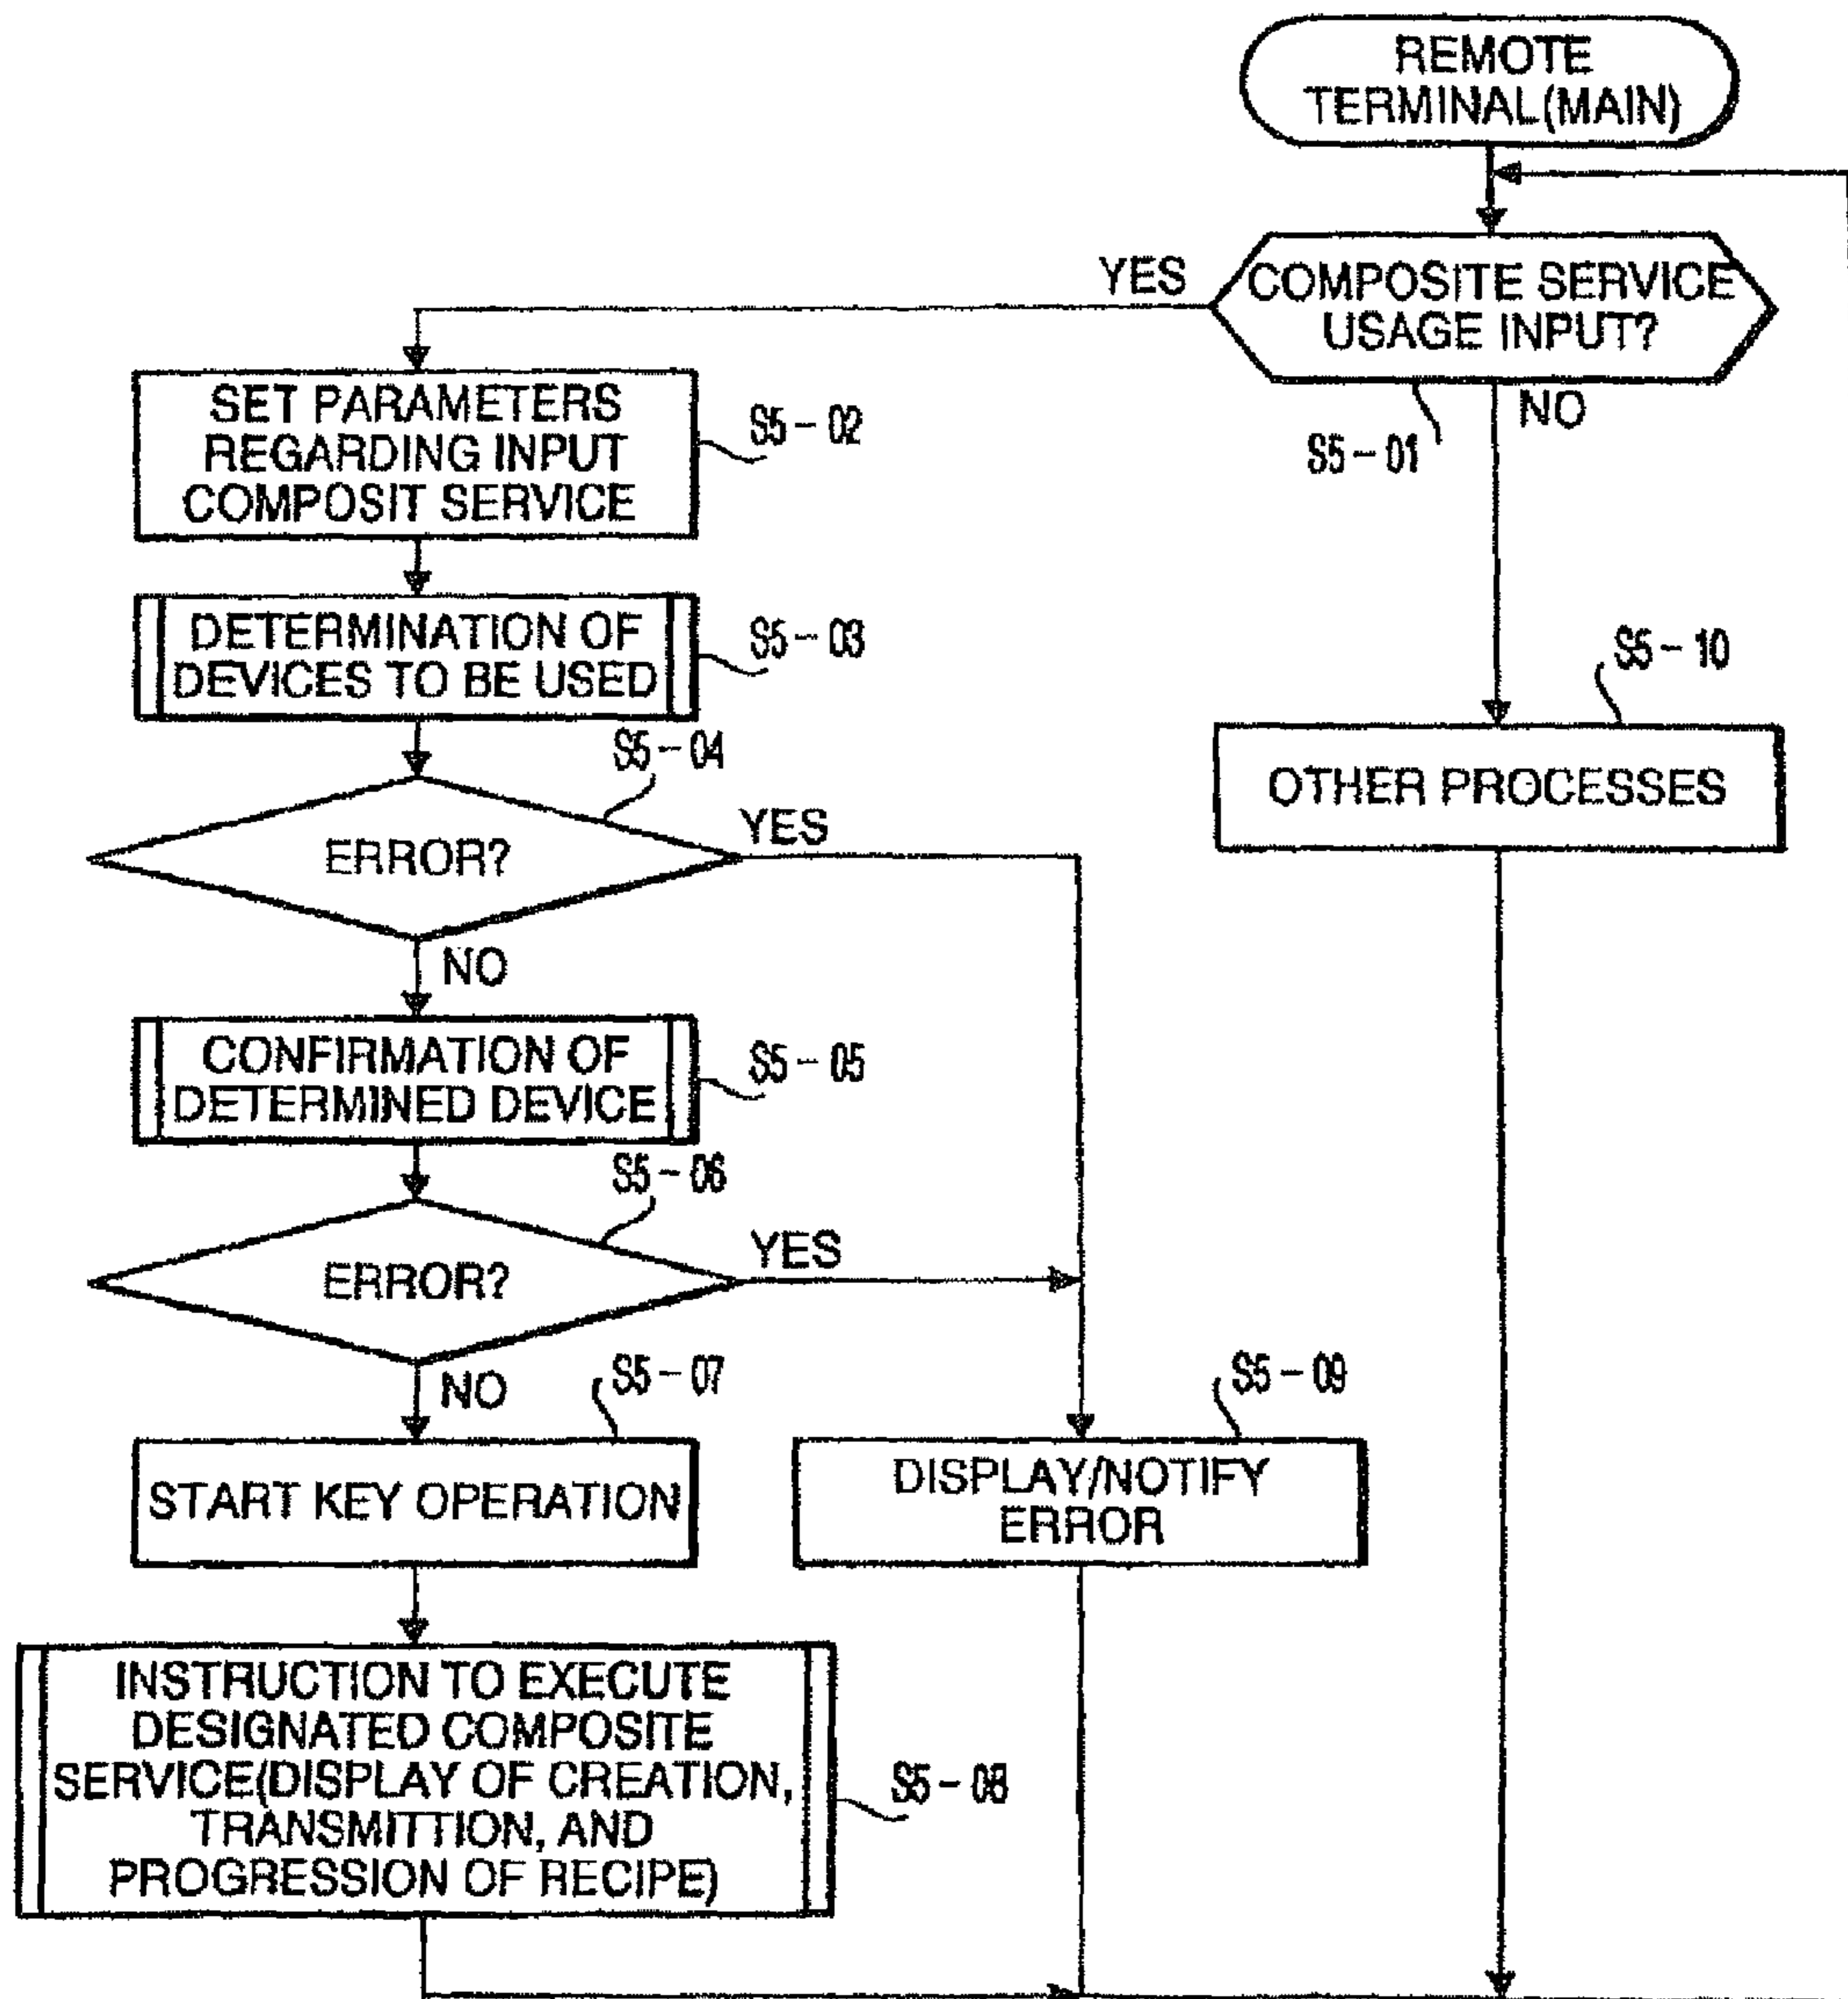 REMOTE
TERMINAL(MAIN)
COMPOSITE SERVICE
USAGE INPUT?
YES
NO
S5-01
SET PARAMETERS
REGARDING INPUT
COMPOSIT SERVICE
S5-02
DETERMINATION OF
DEVICES TO BE USED
S5-03
S5-10
OTHER PROCESSES
S5-04
ERROR?
YES
NO
CONFIRMATION OF
DETERMINED DEVICE
S5-05
S5-06
ERROR?
YES
NO
S5-07
START KEY OPERATION
S5-09
DISPLAY/NOTIFY
ERROR
INSTRUCTION TO EXECUTE
DESIGNATED COMPOSITE
SERVICE(DISPLAY OF CREATION,
TRANSMITTION, AND
PROGRESSION OF RECIPE)
S5-08